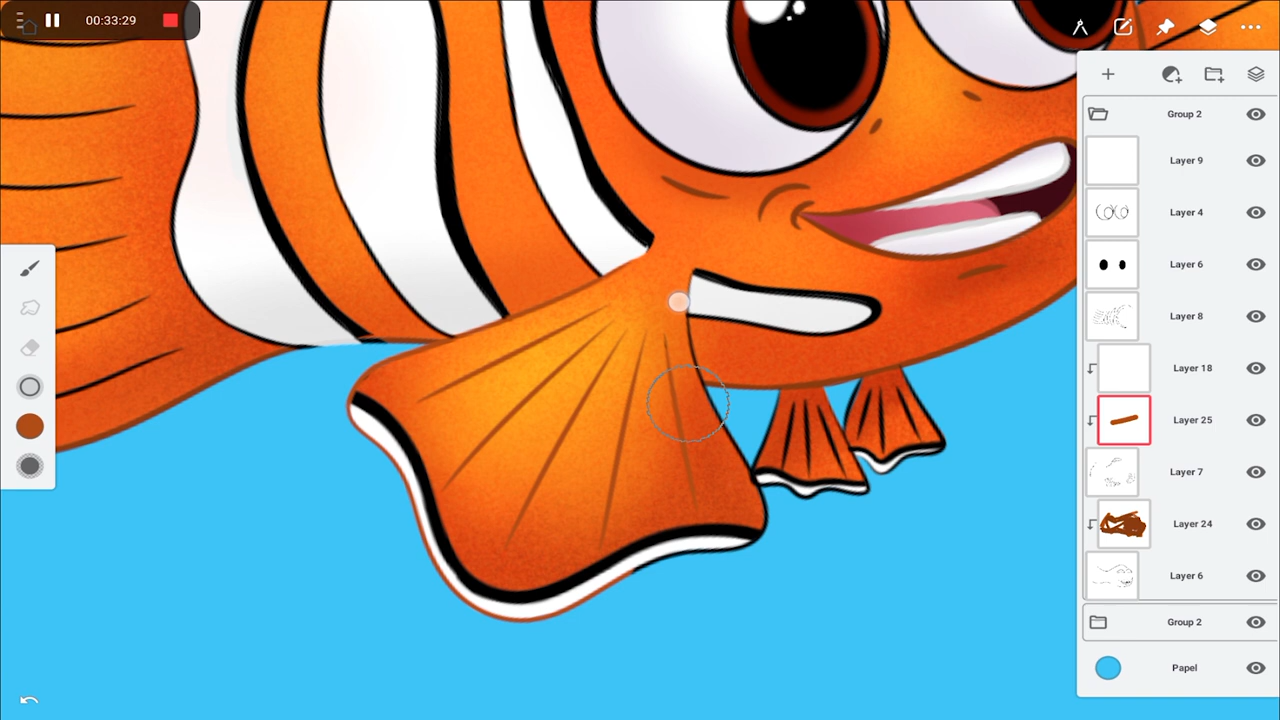 00:33:29
Group 2
Layer 9
Layer 4
Layer 6
Layer 8
Layer 18
Layer 25
Layer 7
Layer 24
Layer 6
Group 2
Papel